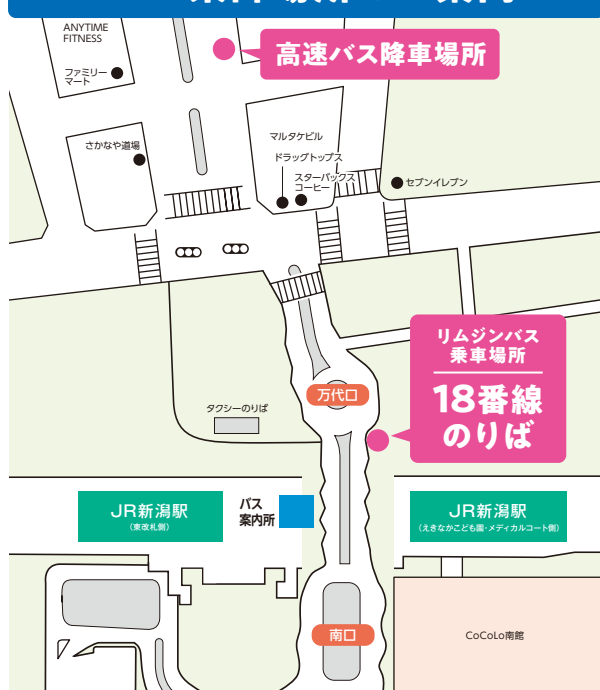 ANYTIME
FITNESS
高速バス降車場所
ファミリー
マート
さかなや道場
マルタケビル
ドラッグトップス
スターバックス
コーヒー
セブンイレブン
リムジンバス
乗車場所
18番線
のりば
万代口
タクシーのりば
JR新潟駅
(東改札側)
バス
案内所
JR新潟駅
(えきなかこども園・メディカルコート側)
南口
CoCoLo南館